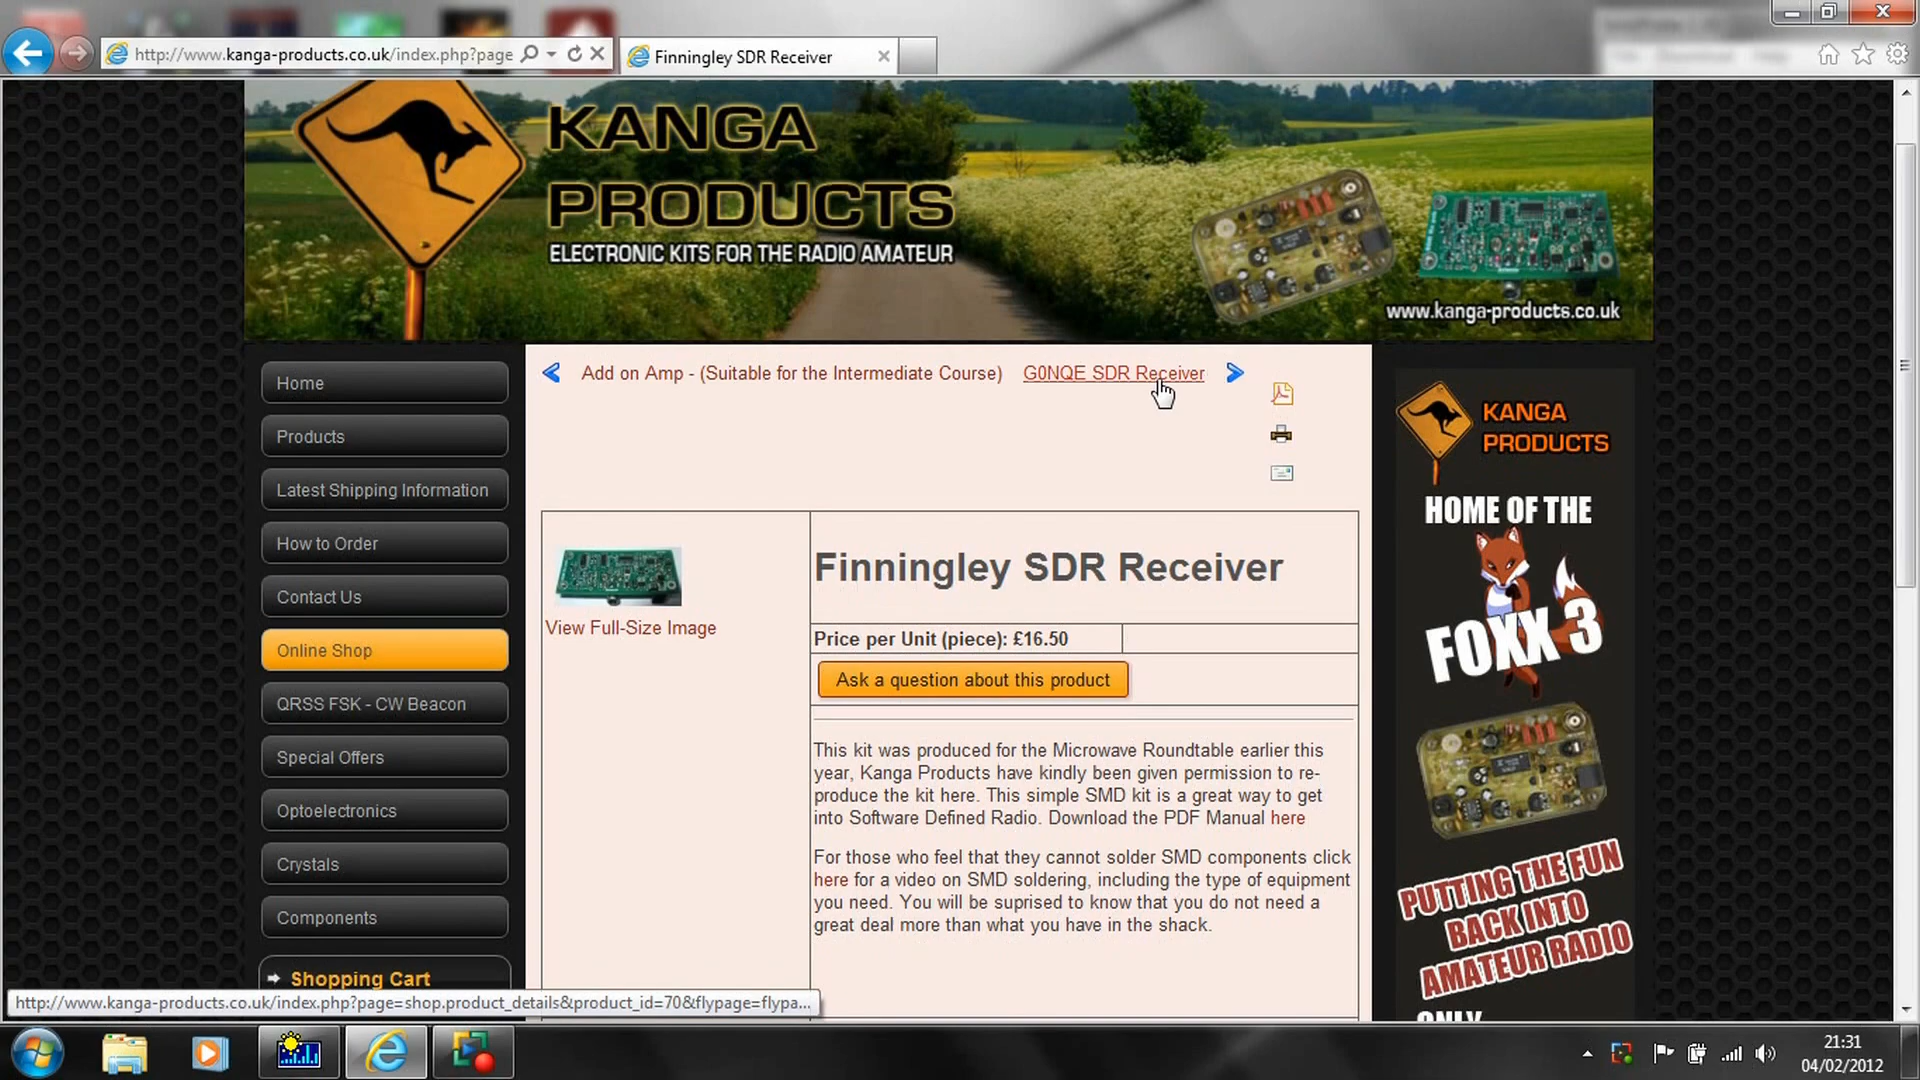 http://www.kanga-products.co.uk/index.php?page
Finningley SDR Receiver
KANGA
PRODUCTS
ELECTRONIC KITS FOR THE RADIO AMATEUR
www.kanga-products.co.uk
Home
Products
Latest Shipping Information
How to Order
Contact Us
Online Shop
QRSS FSK - CW Beacon
Special Offers
Optoelectronics
Crystals
Components
Shopping Cart
Add on Amp - (Suitable for the Intermediate Course) G0NQE SDR Receiver
View Full-Size Image
Finningley SDR Receiver
Price per Unit (piece): £16.50
Ask a question about this product
This kit was produced for the Microwave Roundtable earlier this
year, Kanga Products have kindly been given permission to re-
produce the kit here. This simple SMD kit is a great way to get
into Software Defined Radio. Download the PDF Manual here
For those who feel that they cannot solder SMD components click
here for a video on SMD soldering, including the type of equipment
you need. You will be suprised to know that you do not need a
great deal more than what you have in the shack.
KANGA
PRODUCTS
HOME OF THE
FOXX 3
PUTTING THE FUN
BACK INTO
AMATEUR RADIO
ONLY
http://www.kanga-products.co.uk/index.php?page=shop.product_details&product_id=70&flypage=flypa...
21:31
04/02/2012